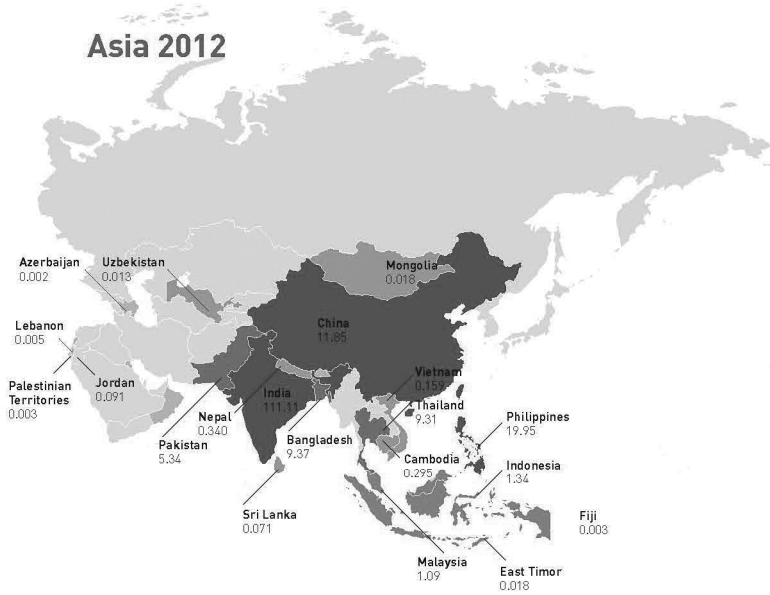 Asia 2012
Azerbaijan
0.002
Uzbekistan
0.013
Mongolia
0.018
Lebanon
0.005
China
11.85
Palestinian
Territories
0.003
Jordan
0.091
Nepal
0.340
India
111.11
Vietnam
0.159
Thailand
9.31
Philippines
19.95
Pakistan
5.34
Bangladesh
9.37
Cambodia
0.295
Indonesia
1.34
Sri Lanka
0.071
Fiji
0.003
Malaysia
1.09
East Timor
0.018